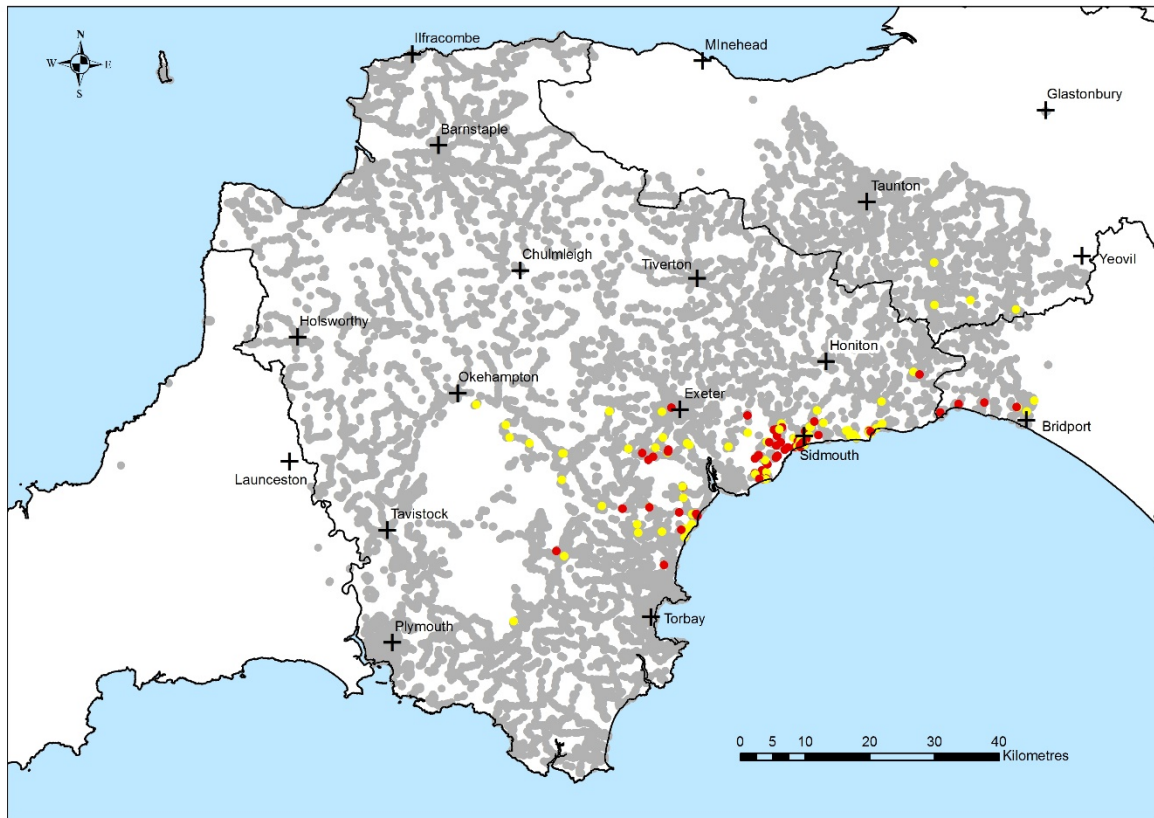 Ilfracombe
MInehead
N
W
E
S
Glastonbury
Barnstaple
Taunton
Chulmleigh
Tiverton
Yeovil
Holsworthy
Honiton
Okehampton
Exeter
Bridport
Sidmouth
Launceston
Tavistock
Torbay
Plymouth
0 5 10 20 30 40
Kilometres